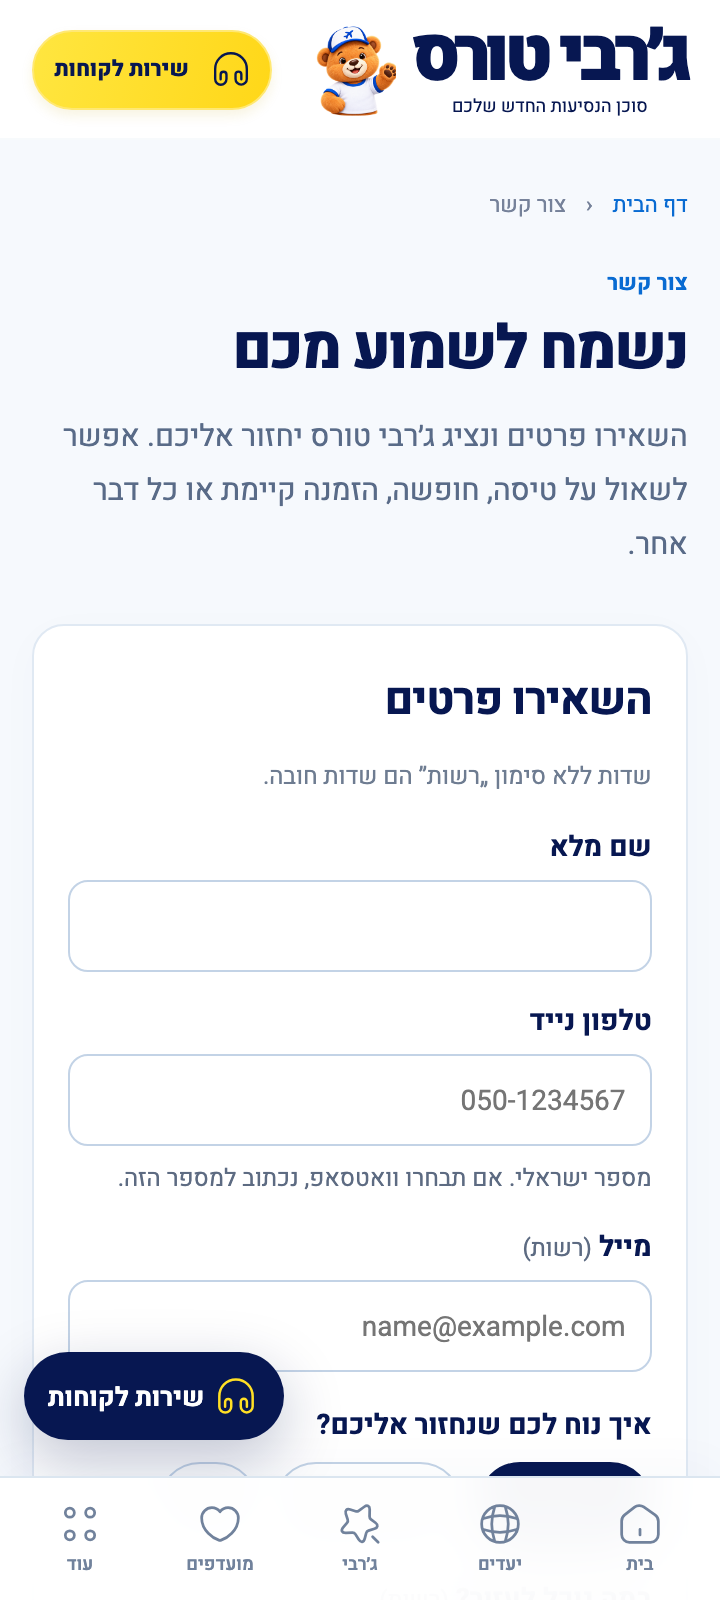 ג׳רבי טורס
סוכן הנסיעות החדש שלכם
שירות לקוחות
דף הבית ‹ צור קשר
צור קשר
נשמח לשמוע מכם
השאירו פרטים ונציג ג׳רבי טורס יחזור אליכם. אפשר
לשאול על טיסה, חופשה, הזמנה קיימת או כל דבר
אחר.
השאירו פרטים
שדות ללא סימון „רשות” הם שדות חובה.
שם מלא
טלפון נייד
050-1234567
מספר ישראלי. אם תבחרו וואטסאפ, נכתוב למספר הזה.
מייל (רשות)
name@example.com
שירות לקוחות
איך נוח לכם שנחזור אליכם?
בית
יעדים
ג׳רבי
מועדפים
עוד